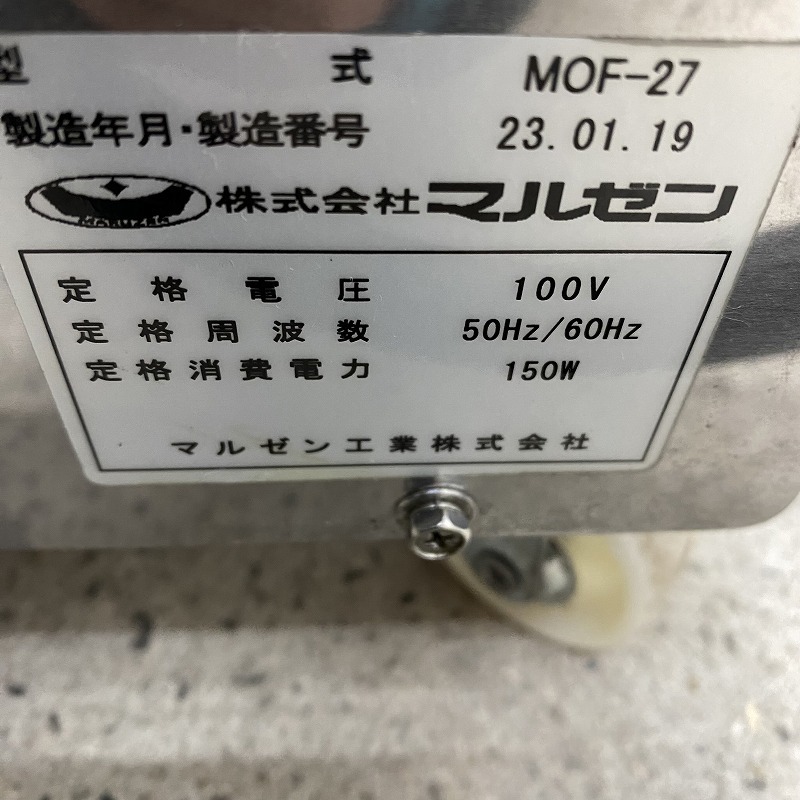 型 式 MOF-27
製造年月・製造番号 23.01.19
MARUZEN 株式会社マルゼン
定格電圧 100V
定格周波数 50Hz/60Hz
定格消費電力 150W
マルゼン工業株式会社